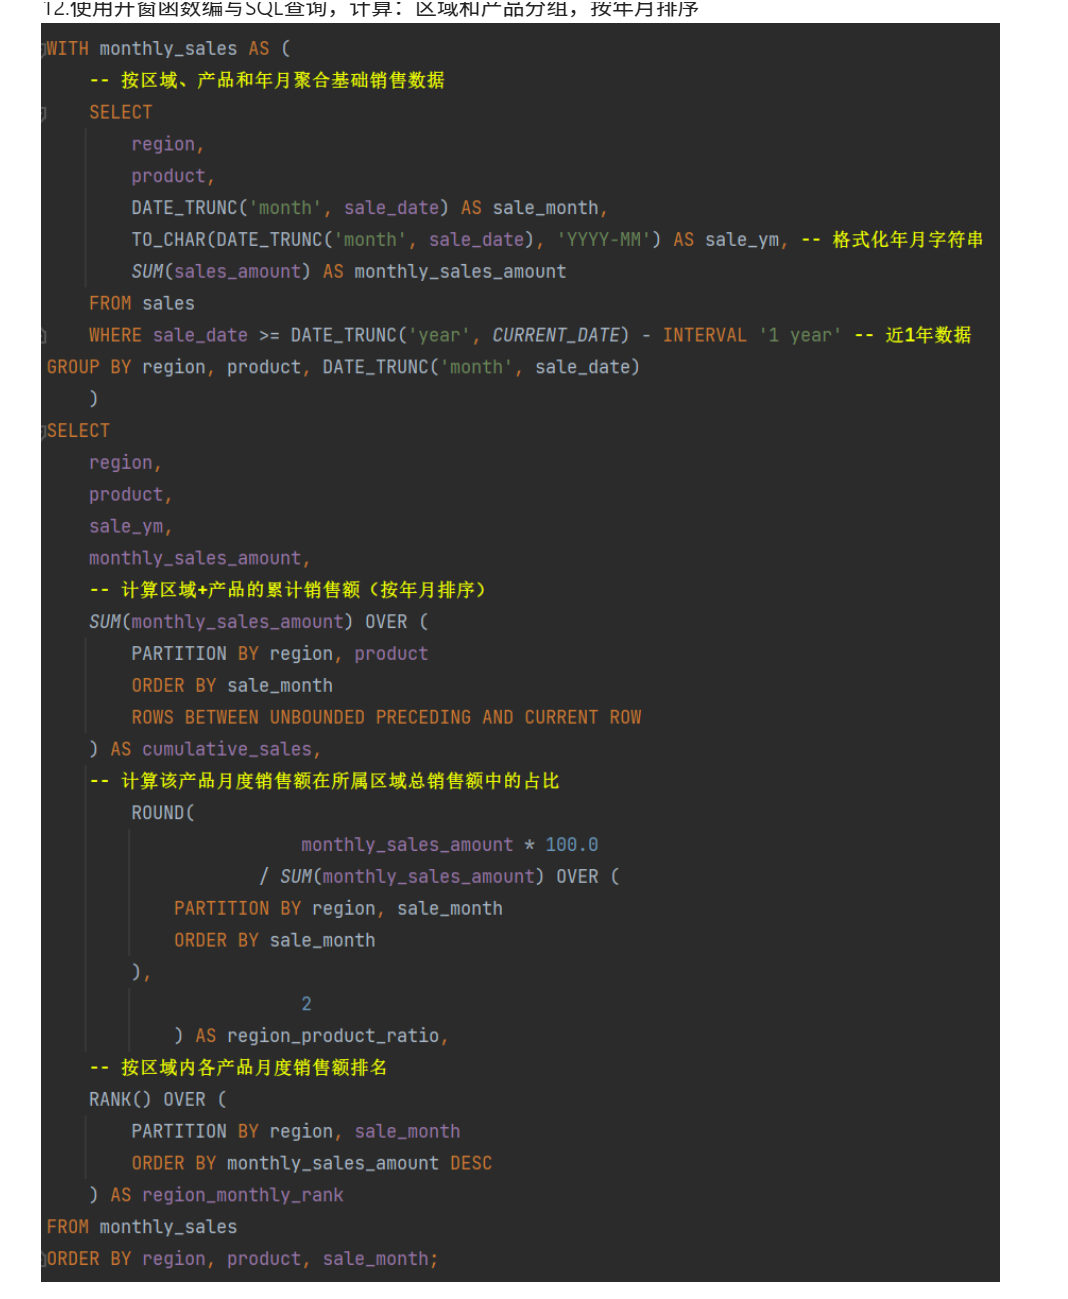 12.使用开窗函数编写SQL查询，计算：区域和产品分组，按年月排序
WITH monthly_sales AS (
-- 按区域、产品和年月聚合基础销售数据
SELECT
region,
product,
DATE_TRUNC('month', sale_date) AS sale_month,
TO_CHAR(DATE_TRUNC('month', sale_date), 'YYYY-MM') AS sale_ym, -- 格式化年月字符串
SUM(sales_amount) AS monthly_sales_amount
FROM sales
WHERE sale_date >= DATE_TRUNC('year', CURRENT_DATE) - INTERVAL '1 year' -- 近1年数据
GROUP BY region, product, DATE_TRUNC('month', sale_date)
)
SELECT
region,
product,
sale_ym,
monthly_sales_amount,
-- 计算区域+产品的累计销售额（按年月排序）
SUM(monthly_sales_amount) OVER (
PARTITION BY region, product
ORDER BY sale_month
ROWS BETWEEN UNBOUNDED PRECEDING AND CURRENT ROW
) AS cumulative_sales,
-- 计算该产品月度销售额在所属区域总销售额中的占比
ROUND(
monthly_sales_amount * 100.0
/ SUM(monthly_sales_amount) OVER (
PARTITION BY region, sale_month
ORDER BY sale_month
),
2
) AS region_product_ratio,
-- 按区域内各产品月度销售额排名
RANK() OVER (
PARTITION BY region, sale_month
ORDER BY monthly_sales_amount DESC
) AS region_monthly_rank
FROM monthly_sales
ORDER BY region, product, sale_month;